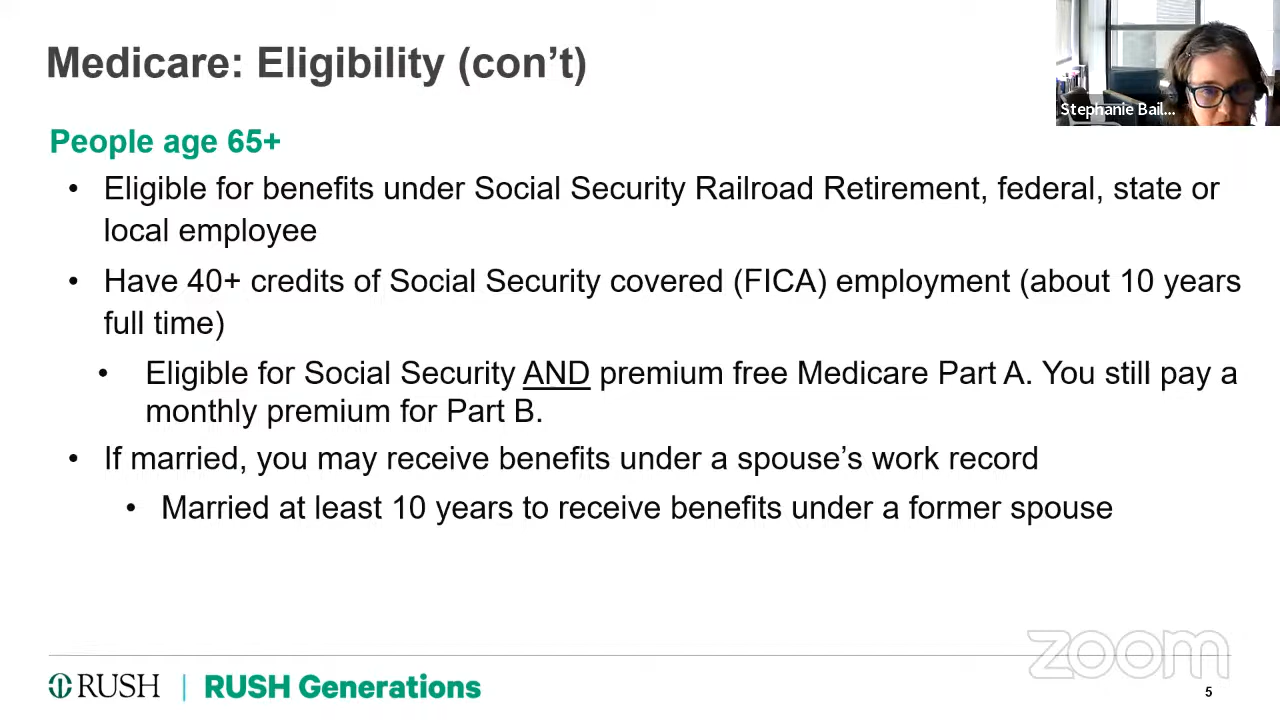 Medicare: Eligibility (con’t)
Stephanie Bail...
People age 65+
• Eligible for benefits under Social Security Railroad Retirement, federal, state or
local employee
• Have 40+ credits of Social Security covered (FICA) employment (about 10 years
full time)
• Eligible for Social Security AND premium free Medicare Part A. You still pay a
monthly premium for Part B.
• If married, you may receive benefits under a spouse’s work record
• Married at least 10 years to receive benefits under a former spouse
zoom
RUSH | RUSH Generations
5